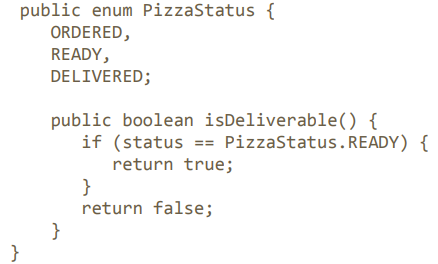 public enum PizzaStatus {
    ORDERED,
    READY,
    DELIVERED;

    public boolean isDeliverable() {
        if (status == PizzaStatus.READY) {
            return true;
        }
        return false;
    }
}